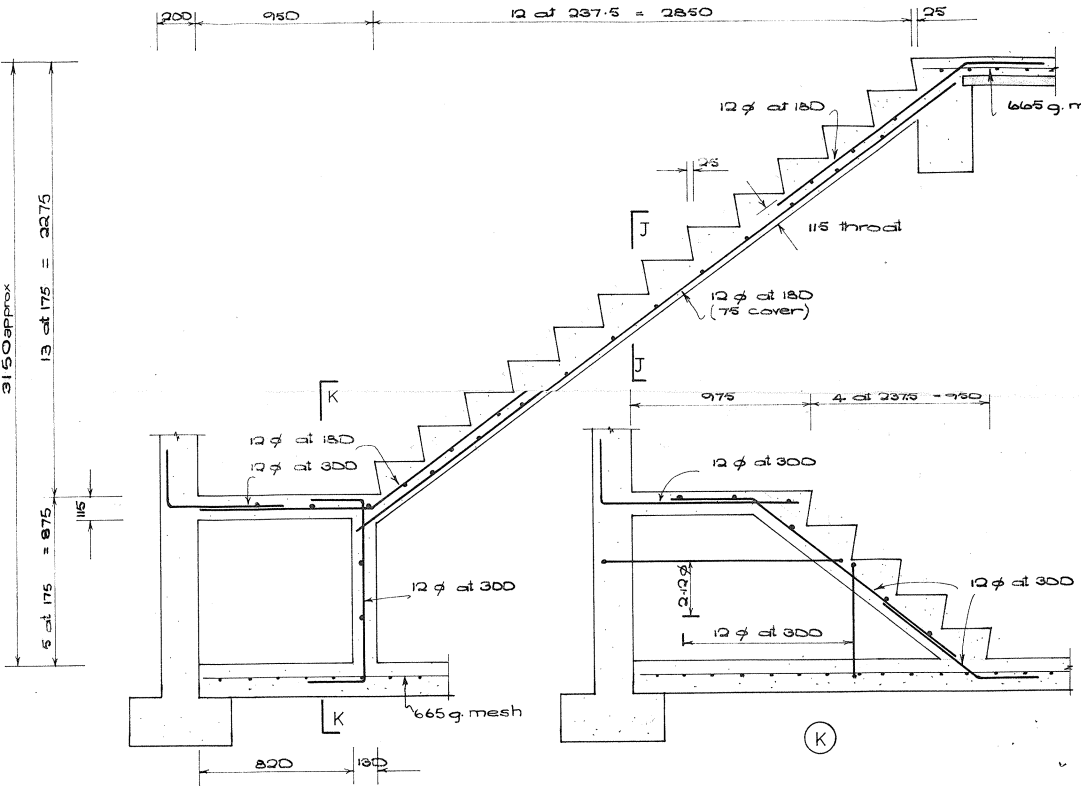 200
950
12 at 237.5 = 2850
25
12 ϕ at 180
665 g. m
25
J
115 throat
3150 approx
13 at 175 = 2275
12 ϕ at 180
(75 cover)
J
K
975
4 at 237.5 = 950
12 ϕ at 180
12 ϕ at 300
12 ϕ at 300
115
5 at 175 = 875
12 ϕ at 300
2-12ϕ
12 ϕ at 300
12 ϕ at 300
K
665 g. mesh
K
820
130